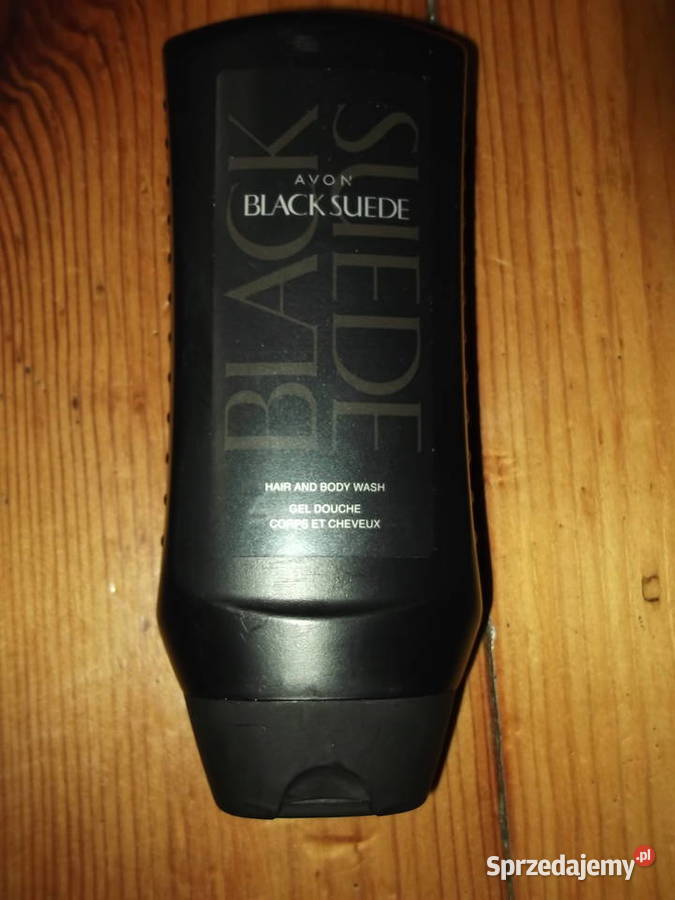 BLACK
SUEDE
AVON
BLACK SUEDE
HAIR AND BODY WASH
GEL DOUCHE
CORPS ET CHEVEUX
Sprzedajemy.pl